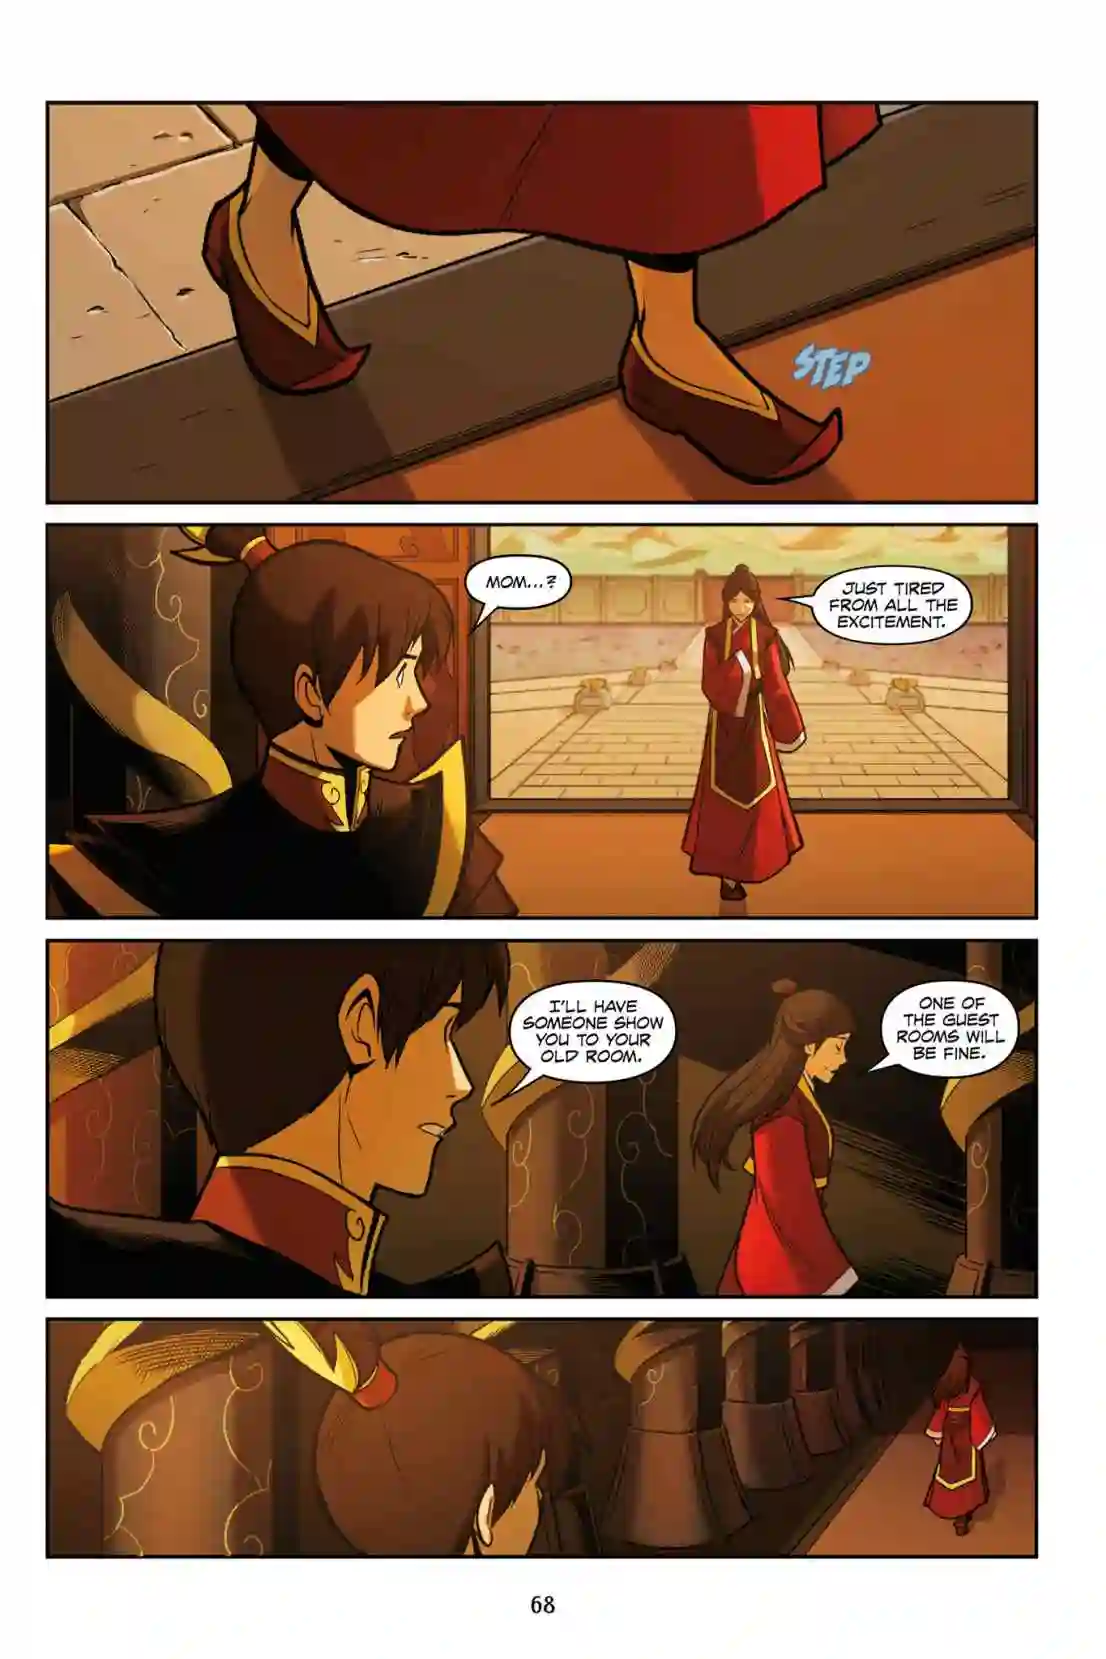 STEP
MOM...?
JUST TIRED
FROM ALL THE
EXCITEMENT.
I'LL HAVE
SOMEONE SHOW
YOU TO YOUR
OLD ROOM.
ONE OF
THE GUEST
ROOMS WILL
BE FINE.
68